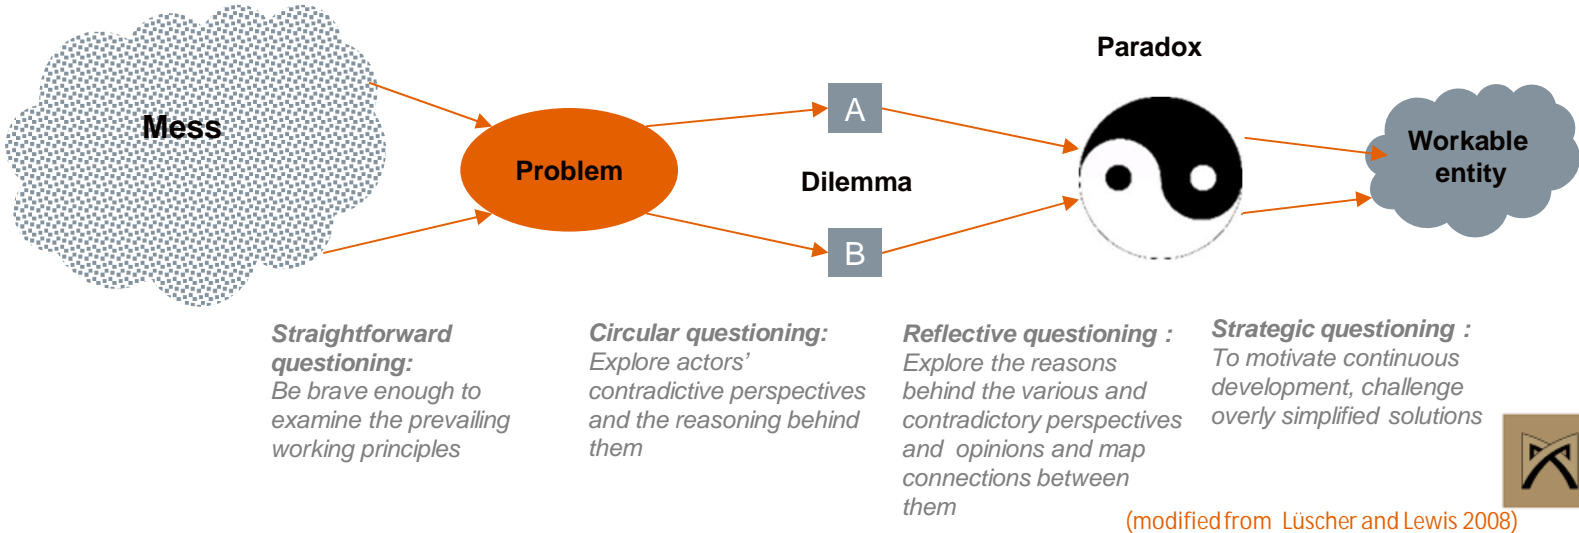 Mess
Problem
A
Dilemma
B
Paradox
Workable
entity
Straightforward
questioning:
Be brave enough to
examine the prevailing
working principles
Circular questioning:
Explore actors’
contradictive perspectives
and the reasoning behind
them
Reflective questioning :
Explore the reasons
behind the various and
contradictory perspectives
and opinions and map
connections between
them
Strategic questioning :
To motivate continuous
development, challenge
overly simplified solutions
(modified from Lüscher and Lewis 2008)